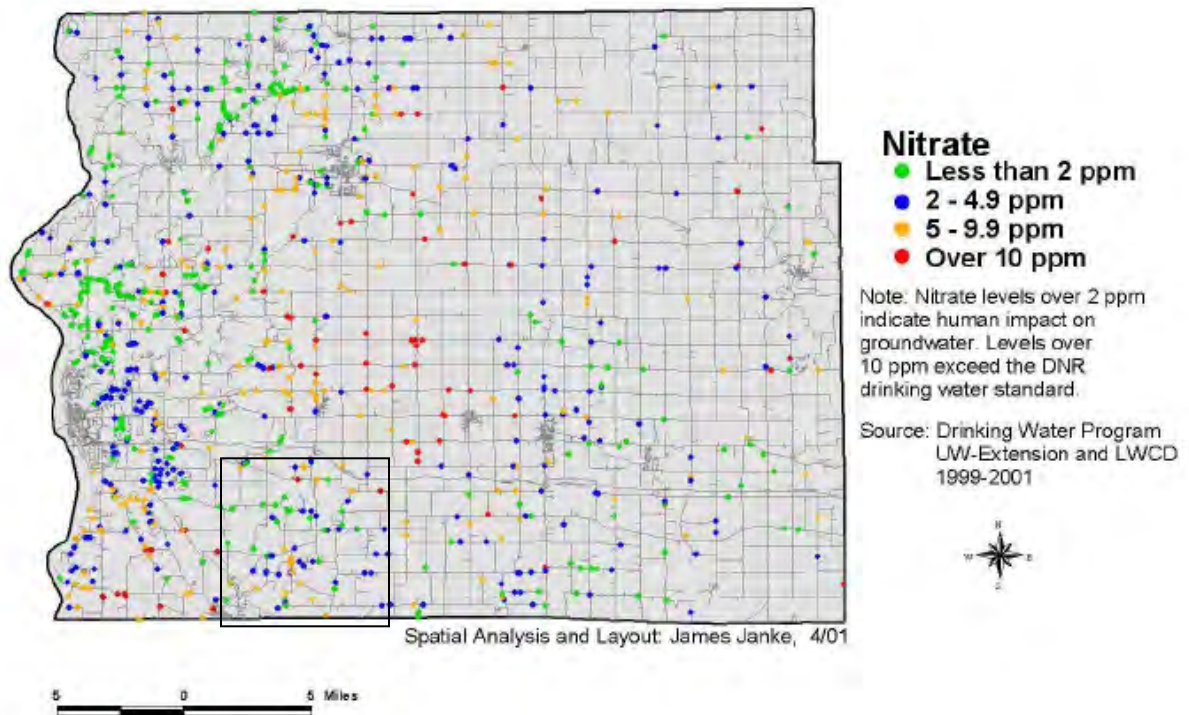 Nitrate
Less than 2 ppm
2 - 4.9 ppm
5 - 9.9 ppm
Over 10 ppm
Note: Nitrate levels over 2 ppm
indicate human impact on
groundwater. Levels over
10 ppm exceed the DNR
drinking water standard.
Source: Drinking Water Program
UW-Extension and LWCD
1999-2001
N
W
E
S
Spatial Analysis and Layout: James Janke, 4/01
5 0 5 Miles